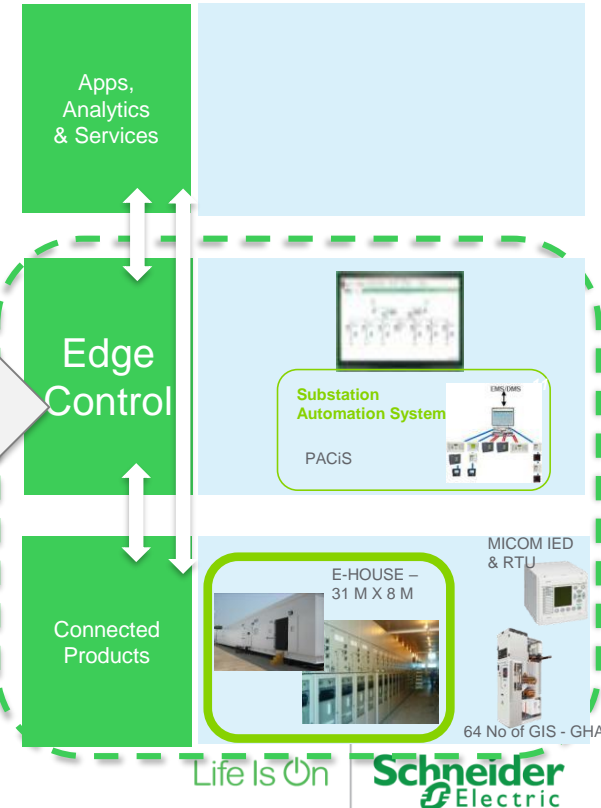 Apps,
Analytics
& Services
Edge
Control
Substation
Automation System
PACiS
EMS/DMS
Connected
Products
E-HOUSE –
31 M X 8 M
MICOM IED
& RTU
64 No of GIS - GHA
Life Is On
Schneider
Electric